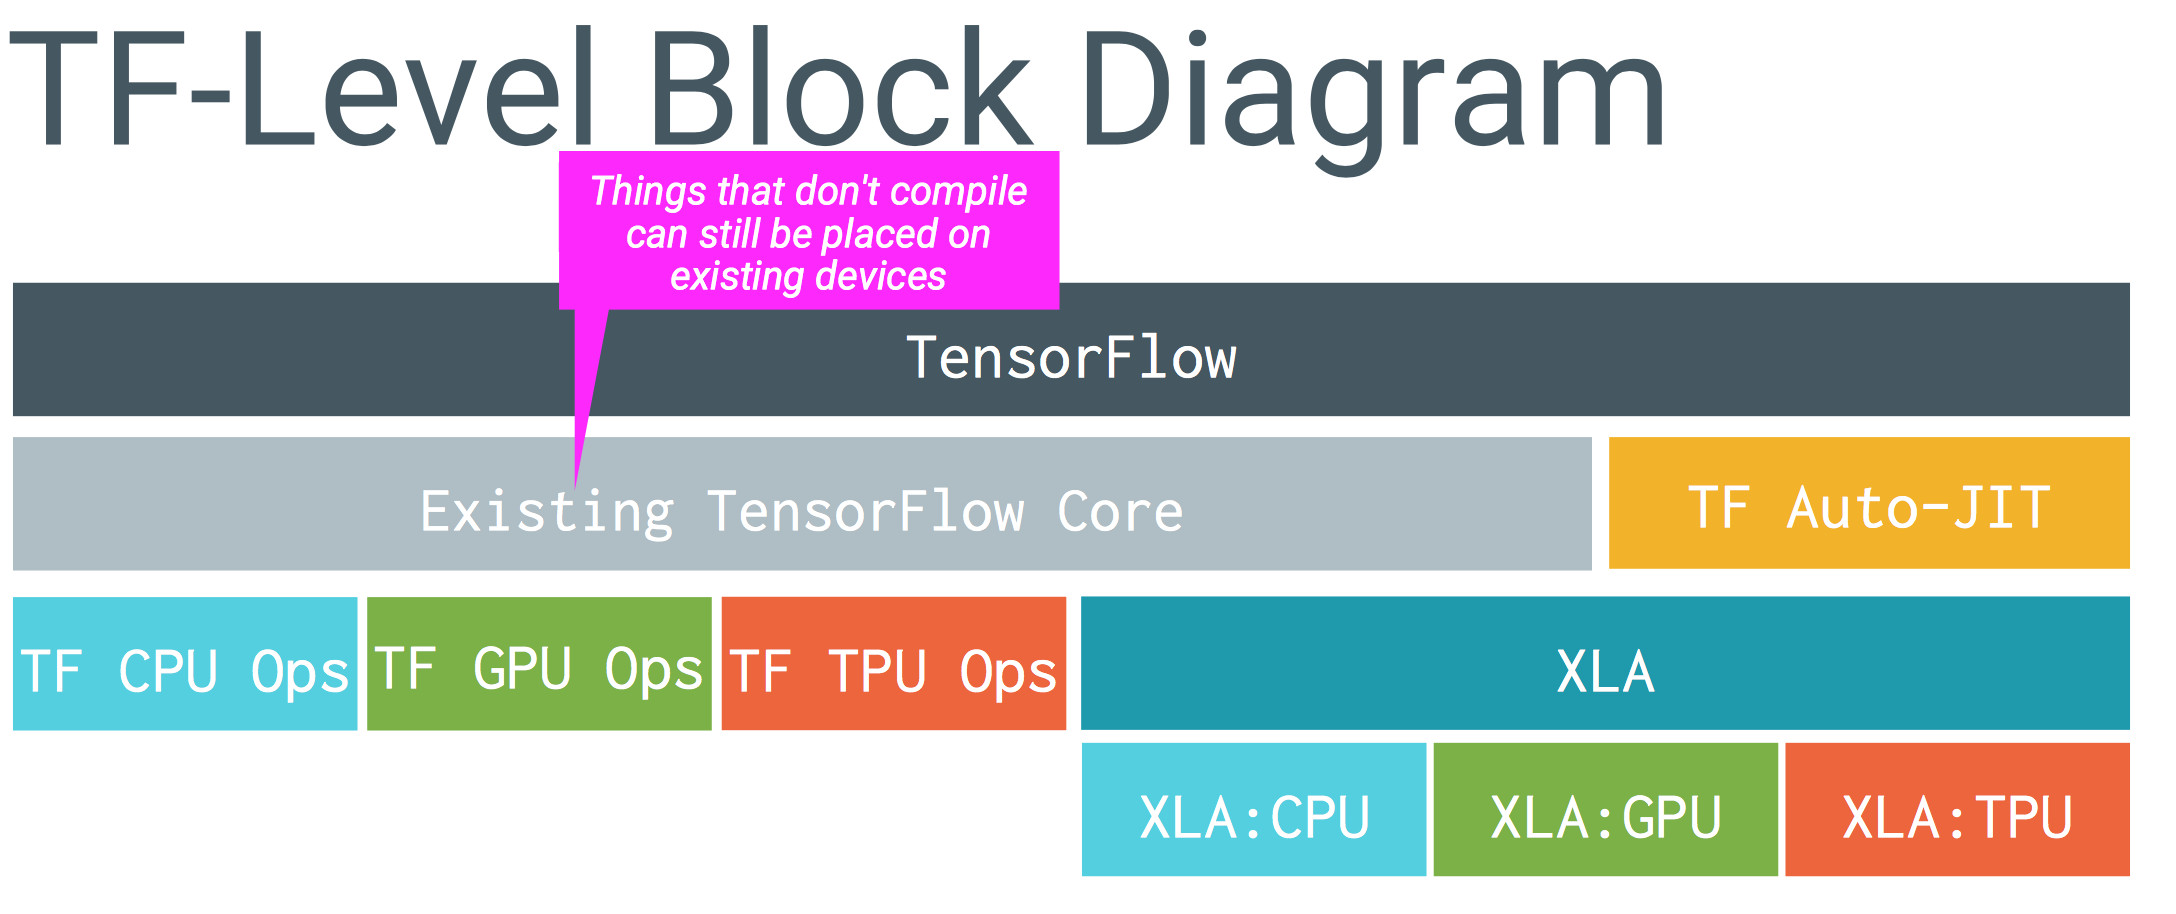 TF-Level Block Diagram
Things that don't compile
can still be placed on
existing devices
TensorFlow
Existing TensorFlow Core
TF Auto-JIT
TF CPU Ops
TF GPU Ops
TF TPU Ops
XLA
XLA:CPU
XLA:GPU
XLA:TPU